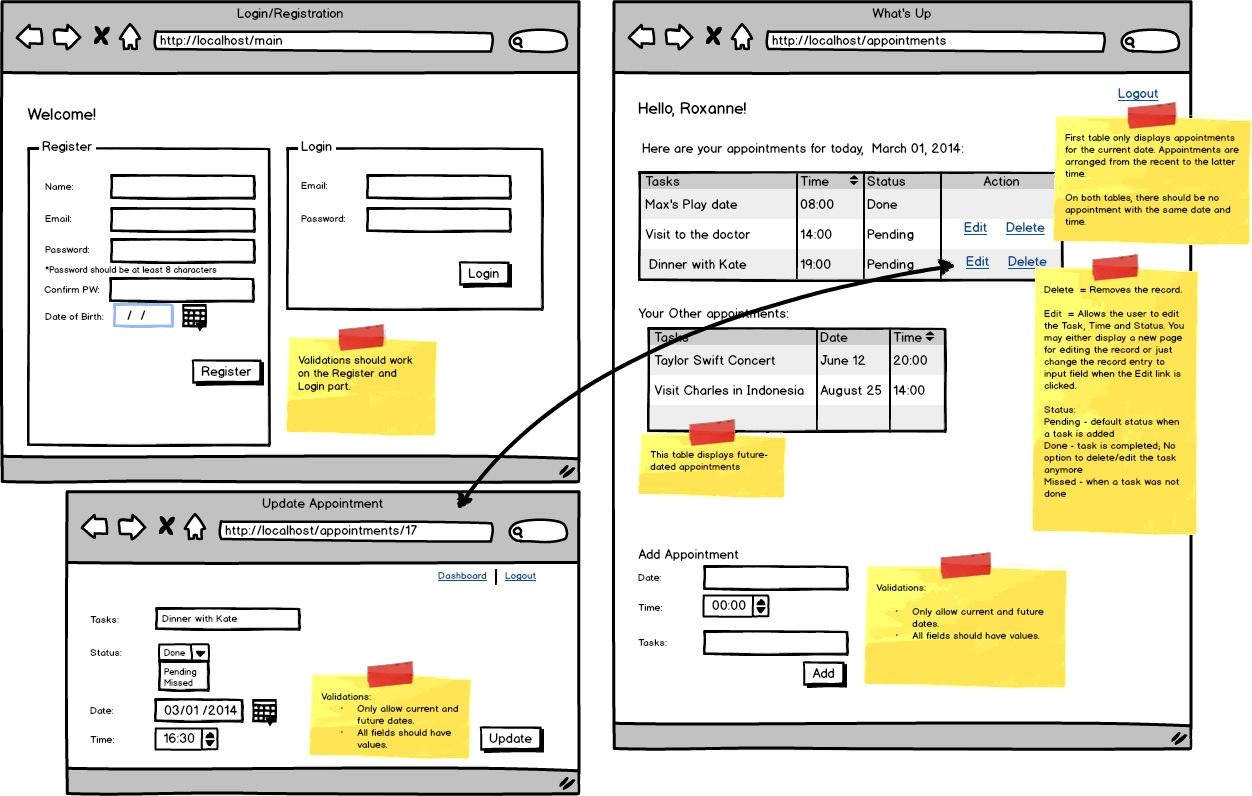 Login/Registration
http://localhost/main
Welcome!
Register
Name:
Email:
Password:
*Password should be at least 8 characters
Confirm PW:
Date of Birth:
/ /
Register
Login
Email:
Password:
Login
Validations should work
on the Register and
Login part.
What's Up
http://localhost/appointments
Logout
Hello, Roxanne!
Here are your appointments for today, March 01, 2014:
Tasks Time Status Action
Max's Play date 08:00 Done
Visit to the doctor 14:00 Pending Edit Delete
Dinner with Kate 19:00 Pending Edit Delete
First table only displays appointments
for the current date. Appointments are
arranged from the recent to the latter
time.
On both tables, there should be no
appointment with the same date and
time.
Delete = Removes the record.
Edit = Allows the user to edit
the Task, Time and Status. You
may either display a new page
for editing the record or just
change the record entry to
input field when the Edit link is
clicked.
Status:
Pending - default status when
a task is added
Done - task is completed; No
option to delete/edit the task
anymore
Missed - when a task was not
done
Your Other appointments:
Tasks Date Time
Taylor Swift Concert June 12 20:00
Visit Charles in Indonesia August 25 14:00
This table displays future-
dated appointments
Add Appointment
Date:
Time: 00:00
Tasks:
Add
Validations:
· Only allow current and future
dates.
· All fields should have values.
Update Appointment
http://localhost/appointments/17
Dashboard | Logout
Tasks: Dinner with Kate
Status: Done
Pending
Missed
Date: 03/01 /2014
Time: 16:30
Validations:
· Only allow current and
future dates.
· All fields should have
values.
Update